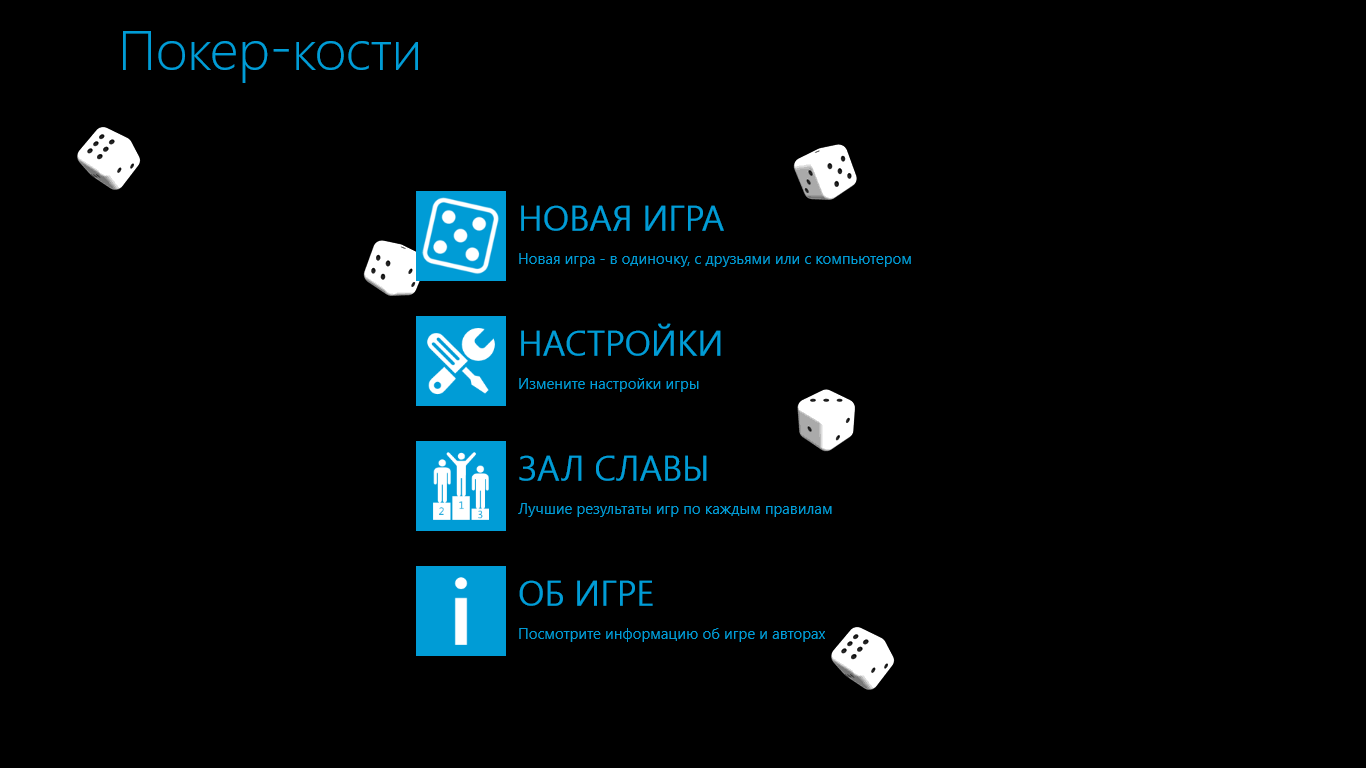 Покер-кости
НОВАЯ ИГРА
Новая игра - в одиночку, с друзьями или с компьютером
НАСТРОЙКИ
Измените настройки игры
ЗАЛ СЛАВЫ
2 1 3
Лучшие результаты игр по каждым правилам
ОБ ИГРЕ
Посмотрите информацию об игре и авторах